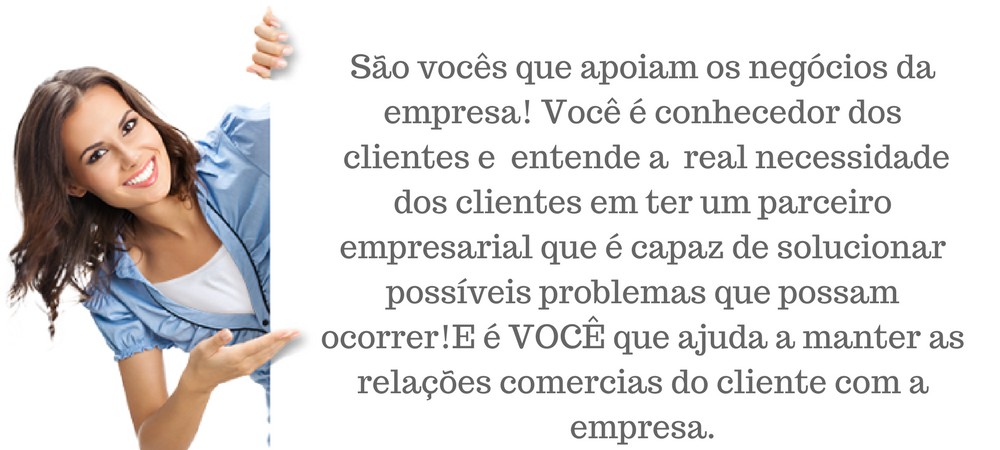 São vocês que apoiam os negócios da
empresa! Você é conhecedor dos
clientes e  entende a  real necessidade
dos clientes em ter um parceiro
empresarial que é capaz de solucionar
possíveis problemas que possam
ocorrer!E é VOCÊ que ajuda a manter as
relações comercias do cliente com a
empresa.